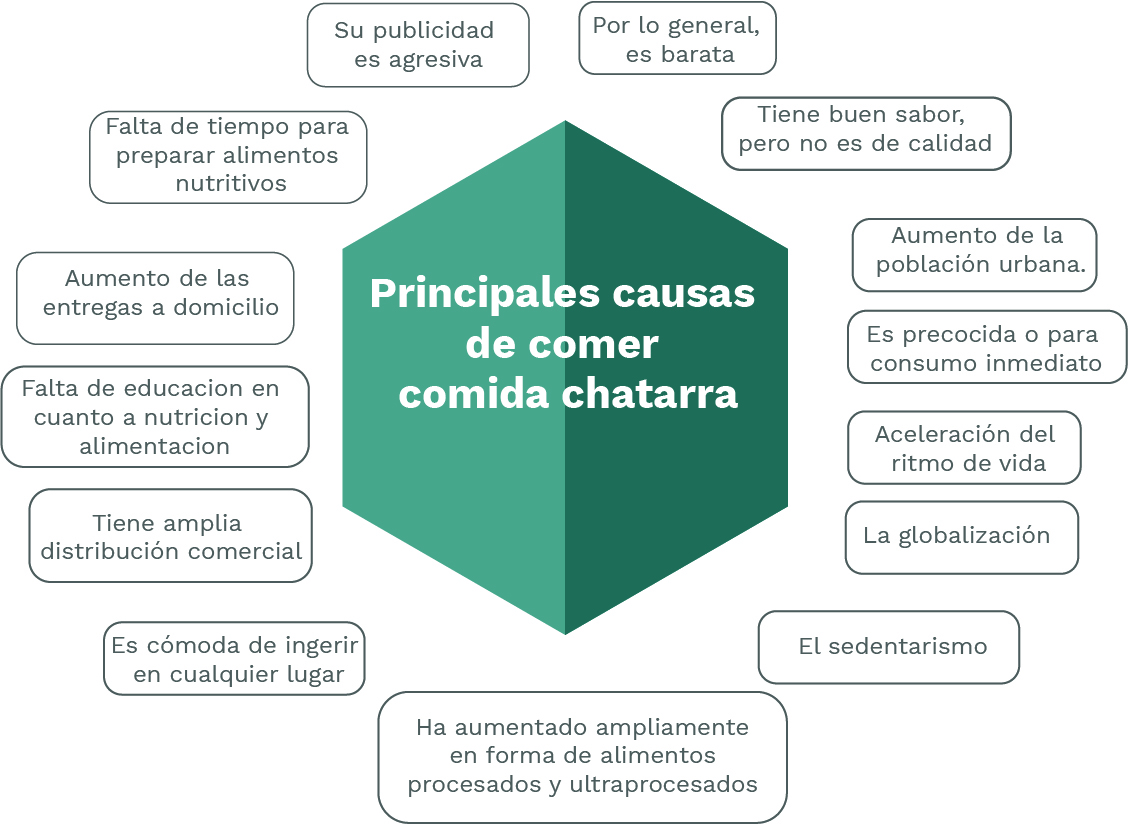 Su publicidad
es agresiva
Por lo general,
es barata
Falta de tiempo para
preparar alimentos
nutritivos
Tiene buen sabor,
pero no es de calidad
Aumento de las
entregas a domicilio
Aumento de la
población urbana.
Principales causas
de comer
comida chatarra
Es precocida o para
consumo inmediato
Falta de educacion en
cuanto a nutricion y
alimentacion
Aceleración del
ritmo de vida
Tiene amplia
distribución comercial
La globalización
Es cómoda de ingerir
en cualquier lugar
El sedentarismo
Ha aumentado ampliamente
en forma de alimentos
procesados y ultraprocesados